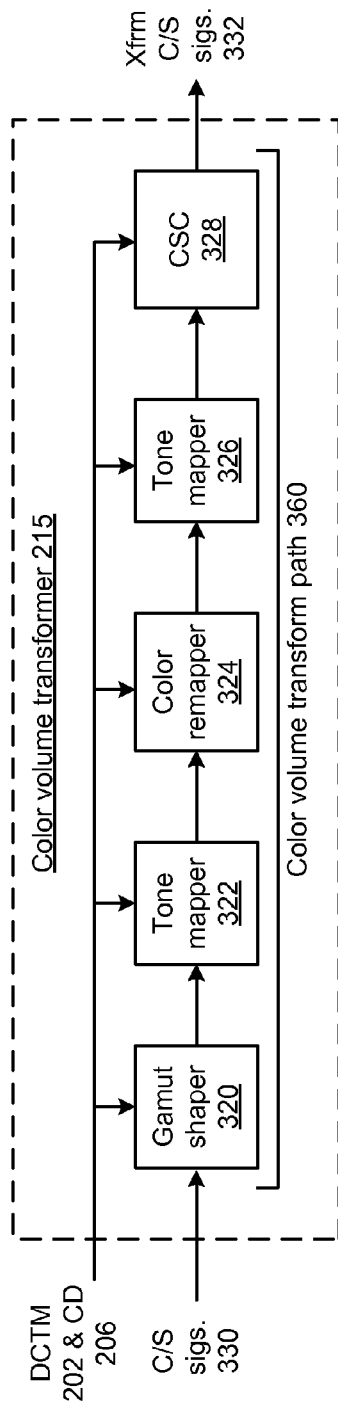 Color volume transformer 215
DCTM
202 & CD
206
C/S
sigs.
330
Gamut
shaper
320
Tone
mapper
322
Color
remapper
324
Tone
mapper
326
CSC
328
Xfrm
C/S
sigs.
332
Color volume transform path 360